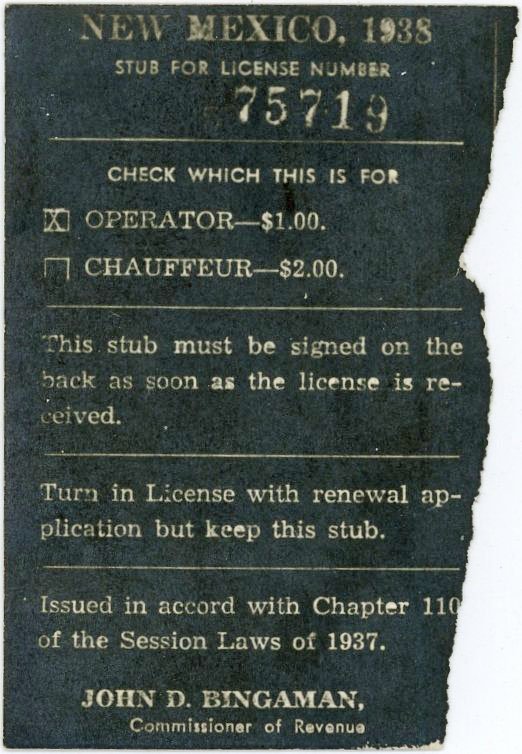 NEW MEXICO, 1938
STUB FOR LICENSE NUMBER
75719
CHECK WHICH THIS IS FOR
☒ OPERATOR—$1.00.
☐ CHAUFFEUR—$2.00.
This stub must be signed on the
back as soon as the license is re-
ceived.
Turn in License with renewal ap-
plication but keep this stub.
Issued in accord with Chapter 110
of the Session Laws of 1937.
JOHN D. BINGAMAN,
Commissioner of Revenue